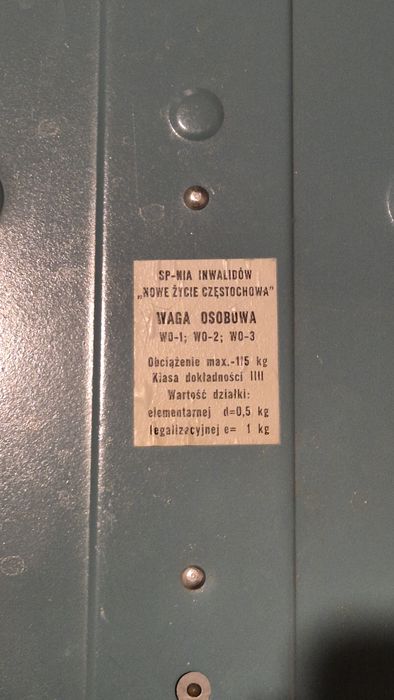 SP-NIA INWALIDÓW
„NOWE ŻYCIE CZĘSTOCHOWA"
WAGA OSOBOWA
WO-1; WO-2; WO-3
Obciążenie max.-115 kg
Klasa dokładności IIII
Wartość działki:
elementarnej d=0,5 kg
legalizacyjnej e= 1 kg